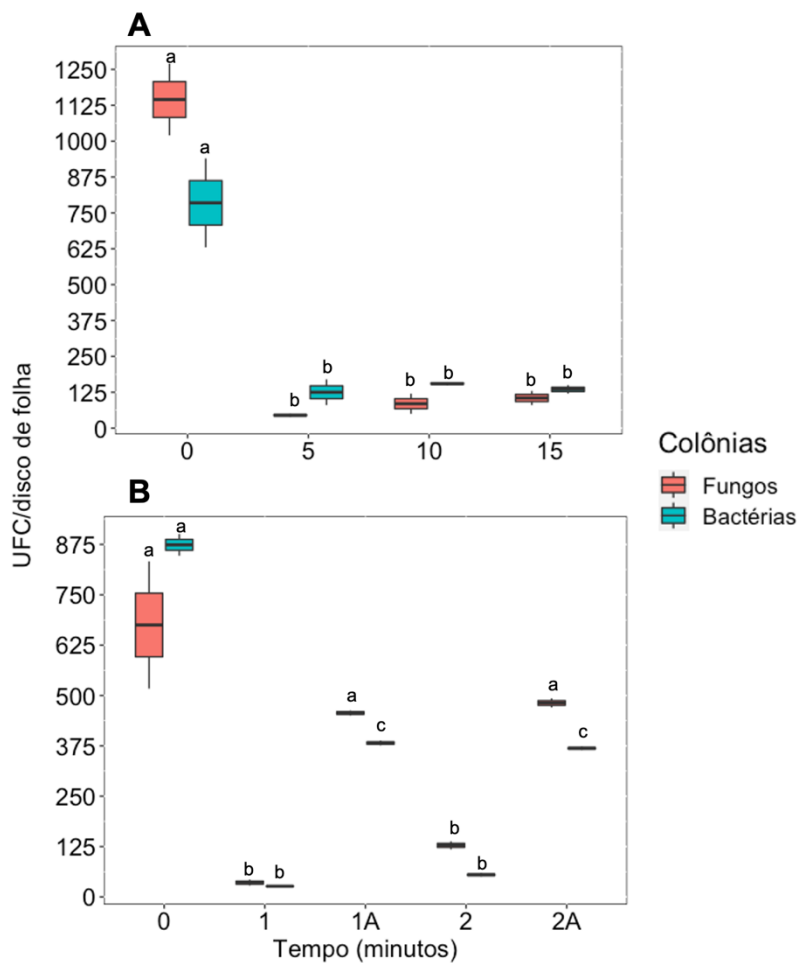 A
a
a
1250
1125
1000
875
750
625
500
375
250
125
0
b
b
b
b
b
b
0 5 10 15
UFC/disco de folha
Colônias
Fungos
Bactérias
B
a
a
875
750
625
500
375
250
125
0
b b
a
c
b
b
a
c
0 1 1A 2 2A
Tempo (minutos)